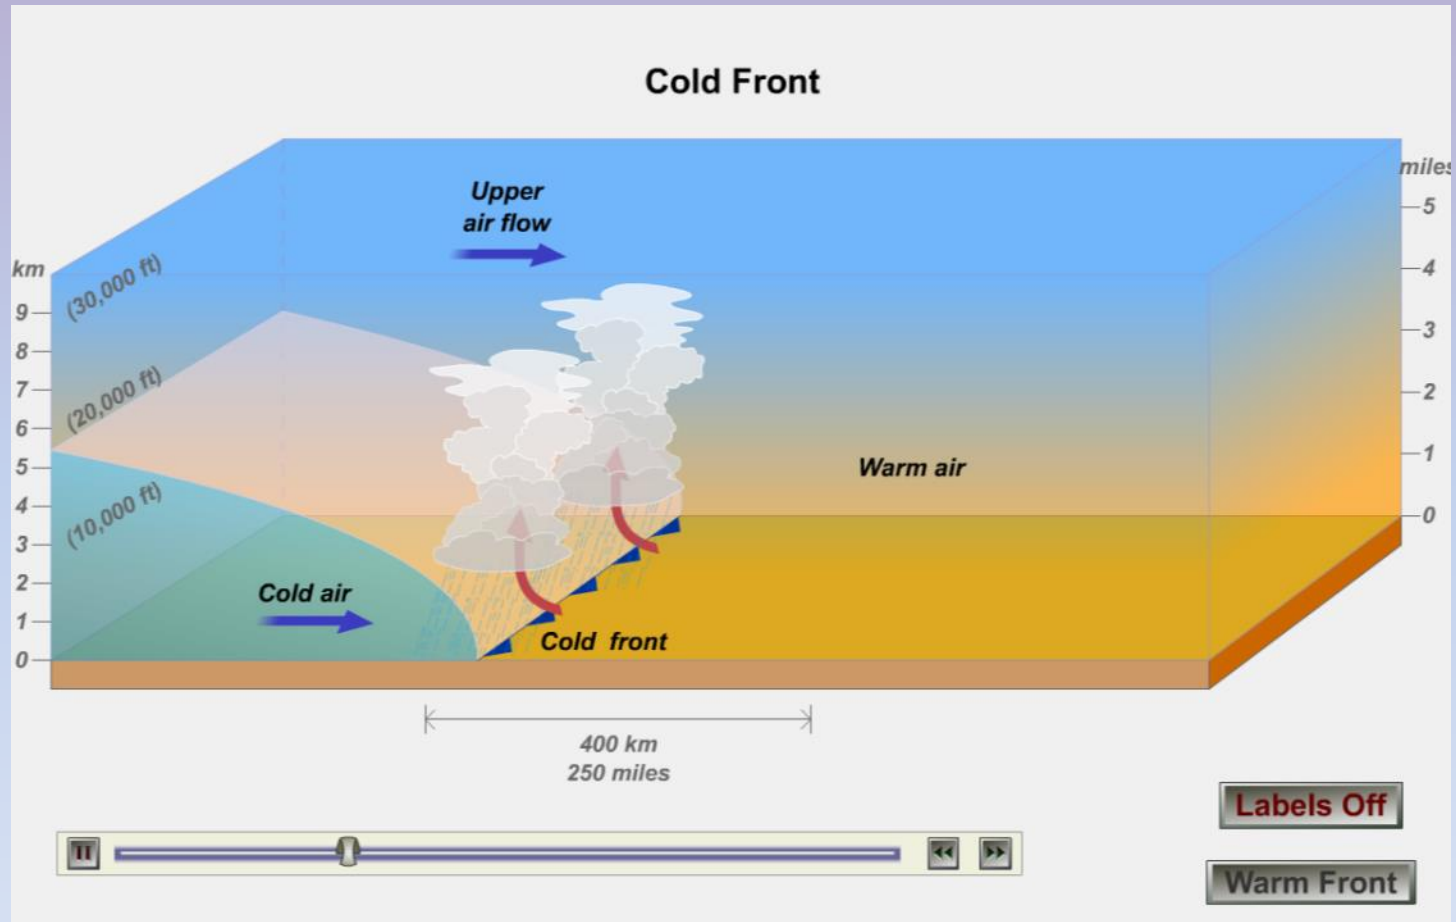 Cold Front
Upper
air flow
miles
5
4
3
2
1
0
km
9
8
7
6
5
4
3
2
1
0
(30,000 ft)
(20,000 ft)
(10,000 ft)
Warm air
Cold air
Cold front
400 km
250 miles
Labels Off
Warm Front